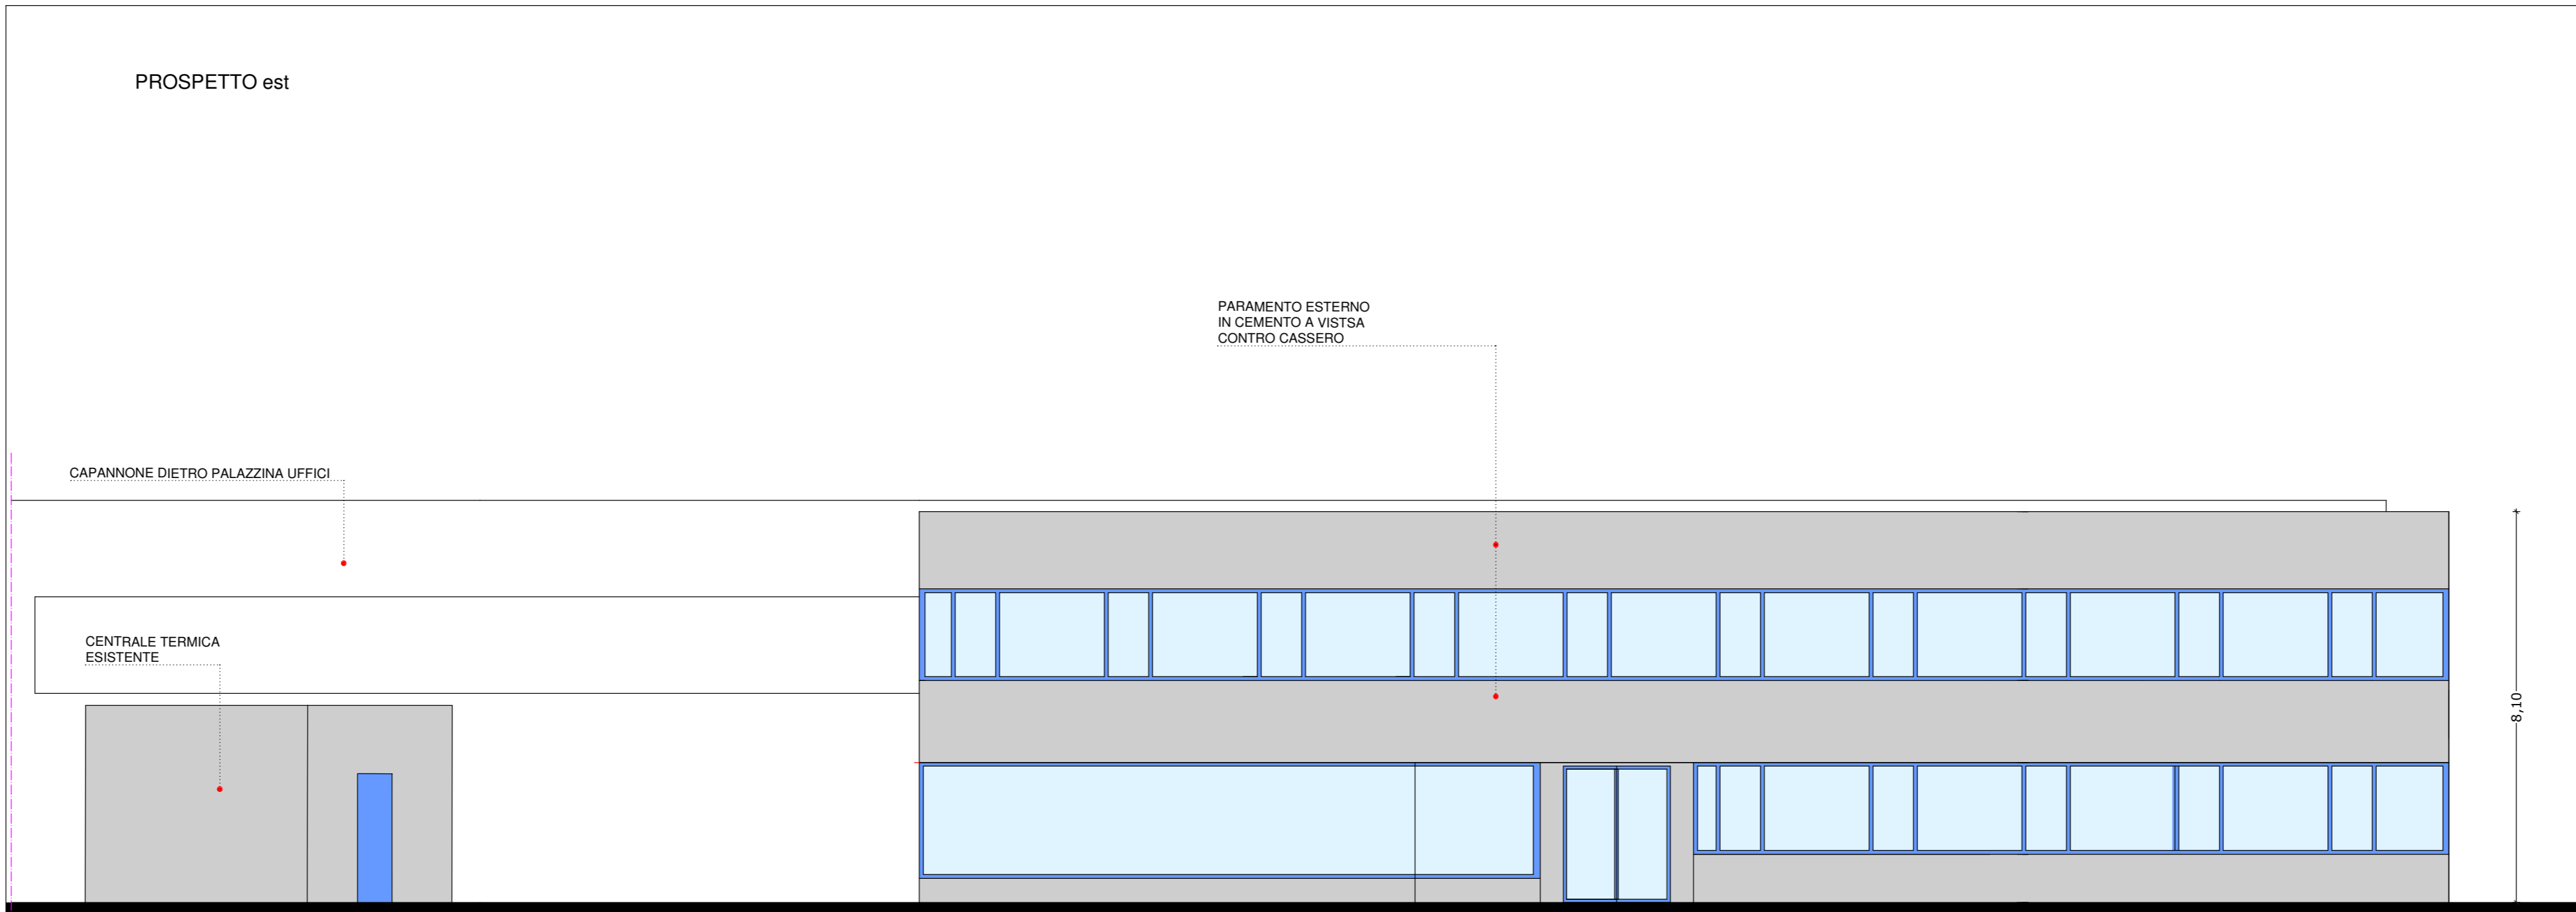 PROSPETTO est
PARAMENTO ESTERNO
IN CEMENTO A VISTSA
CONTRO CASSERO
CAPANNONE DIETRO PALAZZINA UFFICI
CENTRALE TERMICA
ESISTENTE
8,10